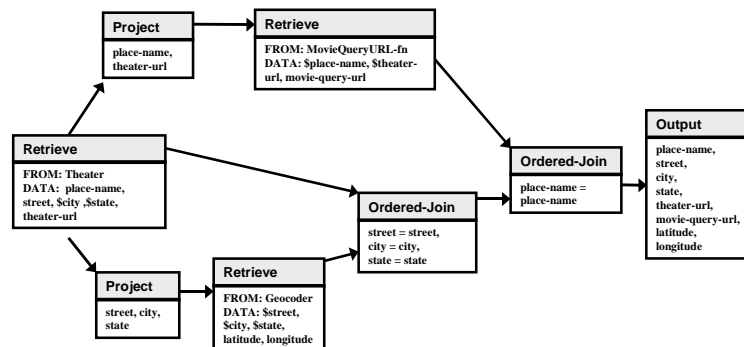 Project
place-name,
theater-url
Retrieve
FROM: MovieQueryURL-fn
DATA: $place-name, $theater-
url, movie-query-url
Retrieve
FROM: Theater
DATA: place-name,
street, $city ,$state,
theater-url
Project
street, city,
state
Retrieve
FROM: Geocoder
DATA: $street,
$city, $state,
latitude, longitude
Ordered-Join
street = street,
city = city,
state = state
Ordered-Join
place-name =
place-name
Output
place-name,
street,
city,
state,
theater-url,
movie-query-url,
latitude,
longitude